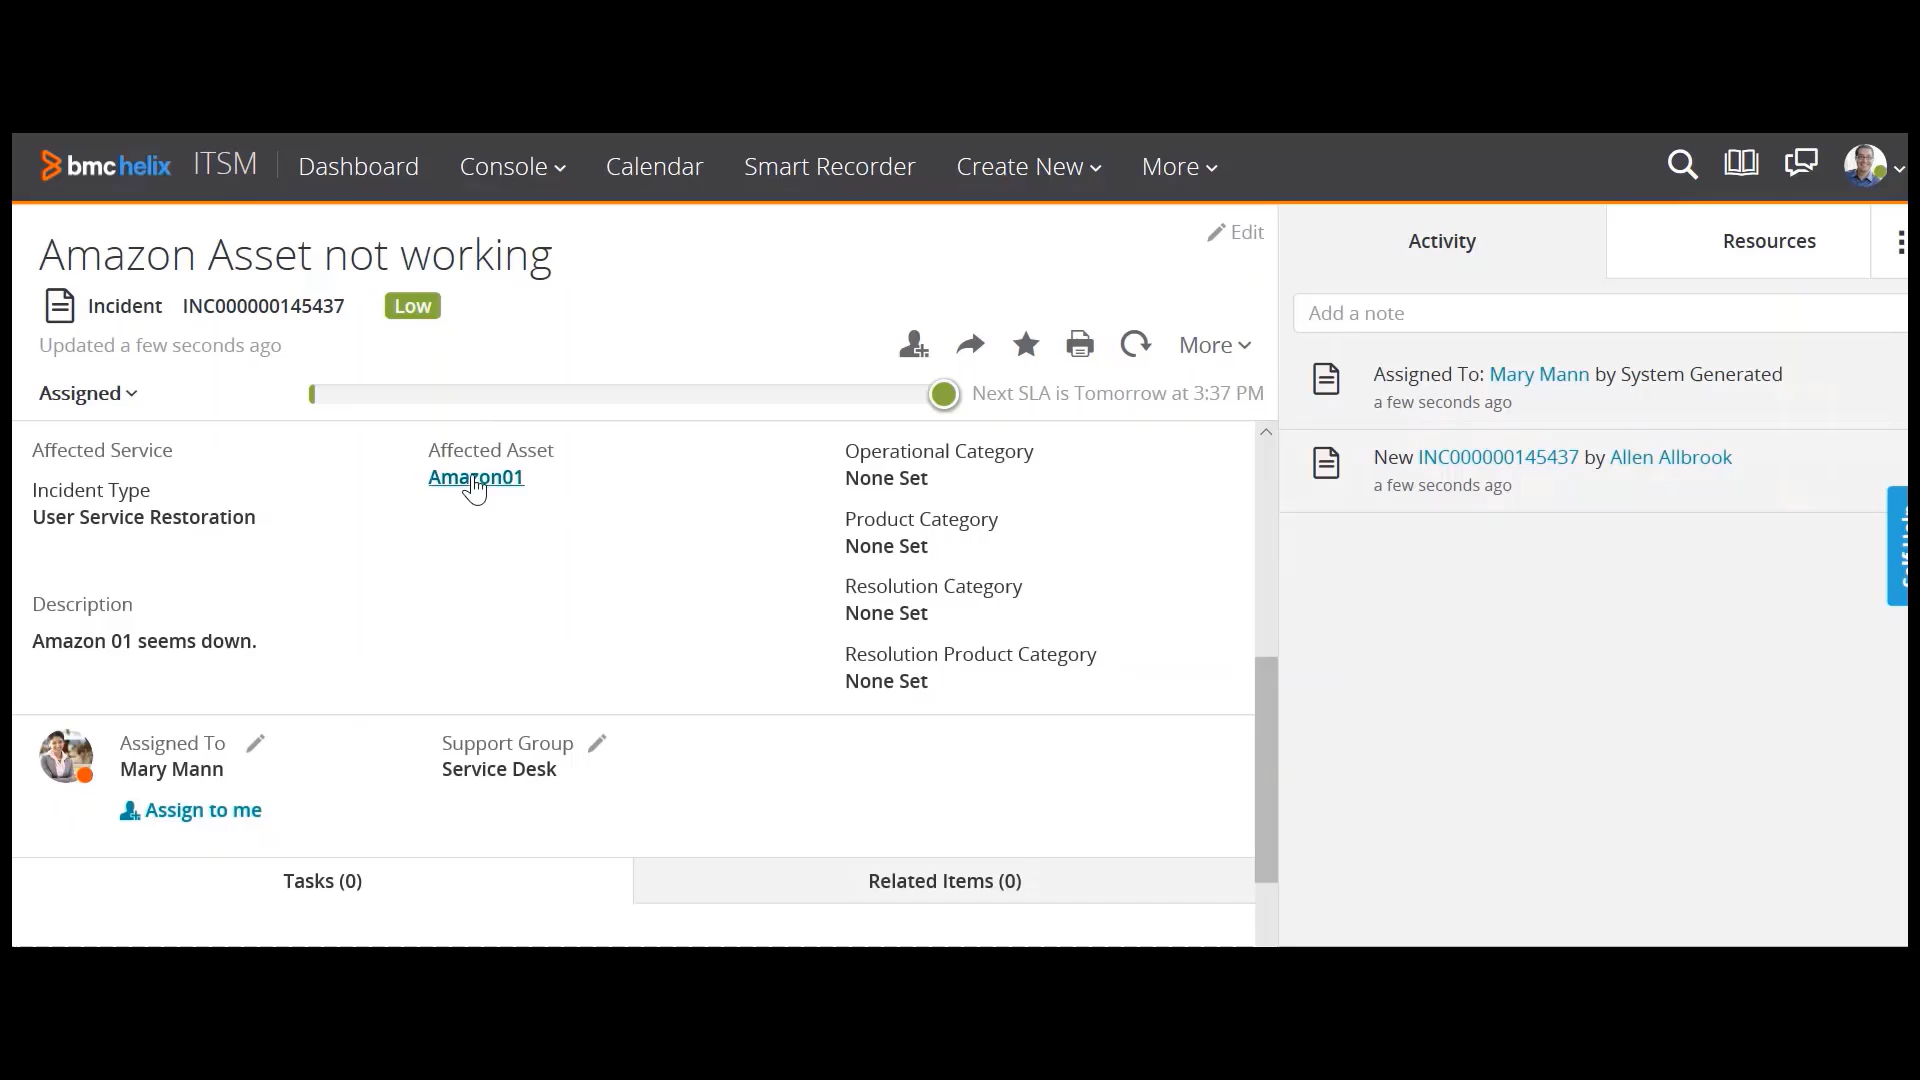 bmc helix ITSM Dashboard Console Calendar Smart Recorder Create New More
Amazon Asset not working
Edit
Incident INC000000145437 Low
Updated a few seconds ago
More
Assigned
Next SLA is Tomorrow at 3:37 PM
Affected Service
Incident Type
User Service Restoration
Description
Amazon 01 seems down.
Affected Asset
Amazon01
Operational Category
None Set
Product Category
None Set
Resolution Category
None Set
Resolution Product Category
None Set
Assigned To
Mary Mann
Assign to me
Support Group
Service Desk
Tasks (0)
Related Items (0)
Activity
Resources
Add a note
Assigned To: Mary Mann by System Generated
a few seconds ago
New INC000000145437 by Allen Allbrook
a few seconds ago